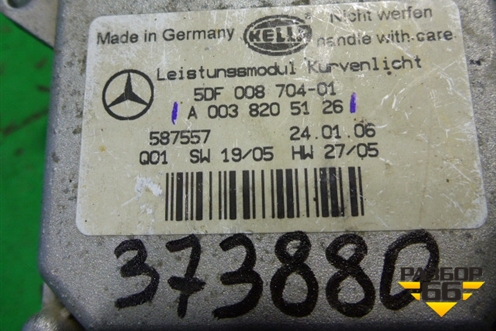 Nicht werfen
Made in Germany HELLA handle with care
Leistungsmodul Kurvenlicht
5DF 008 704-01
A 003 820 51 26
587557 24.01.06
Q01 SW 19/05 HW 27/05
373880
РАЗБОР
66